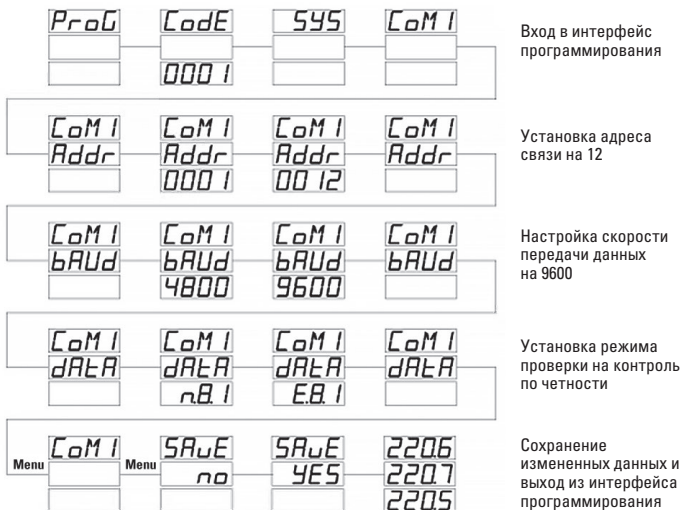 ProG CodE SYS CoM1
0001
Вход в интерфейс
программирования
CoM1 CoM1 CoM1 CoM1
Addr Addr Addr Addr
0001 0012
Установка адреса
связи на 12
CoM1 CoM1 CoM1 CoM1
bAUd bAUd bAUd bAUd
4800 9600
Настройка скорости
передачи данных
на 9600
CoM1 CoM1 CoM1 CoM1
dAtA dAtA dAtA dAtA
n.8.1 E.8.1
Установка режима
проверки на контроль
по четности
CoM1 SAvE SAvE 220.6
Menu Menu no YES 220.7
220.5
Сохранение
измененных данных и
выход из интерфейса
программирования